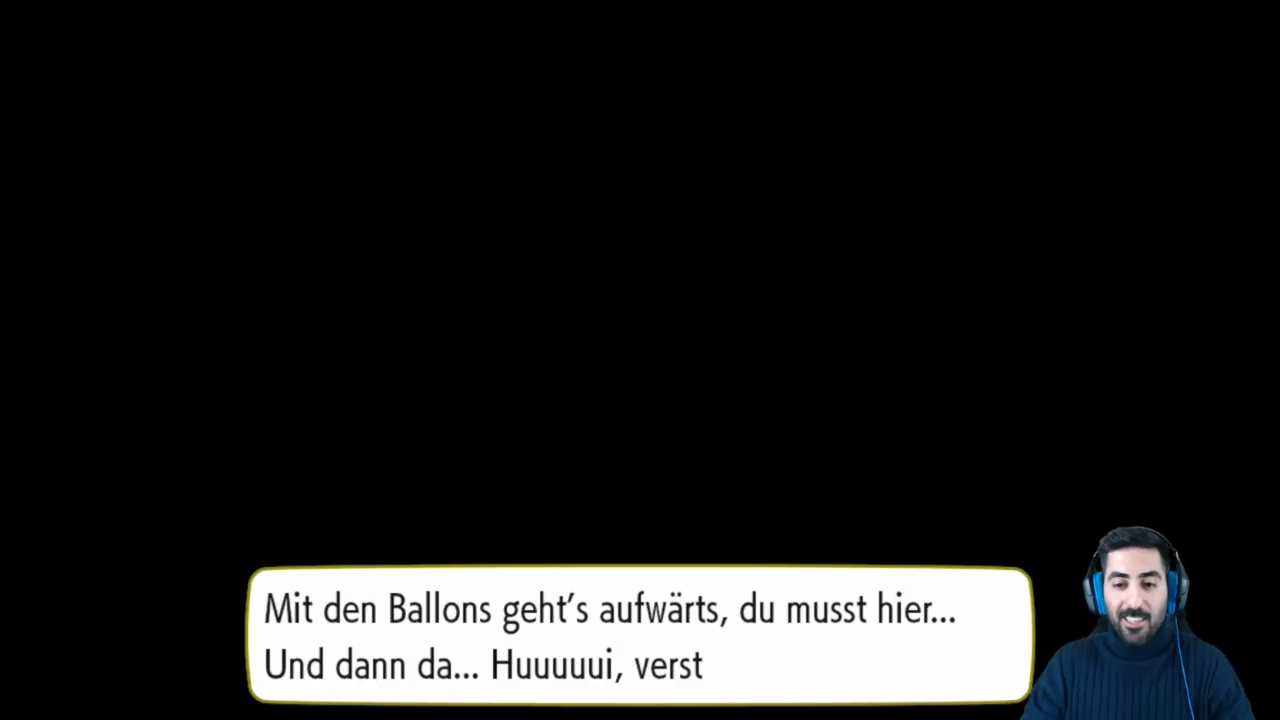 Mit den Ballons geht’s aufwärts, du musst hier...
Und dann da... Huuuuui, verst